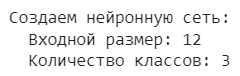 Создаем нейронную сеть:
Входной размер: 12
Количество классов: 3